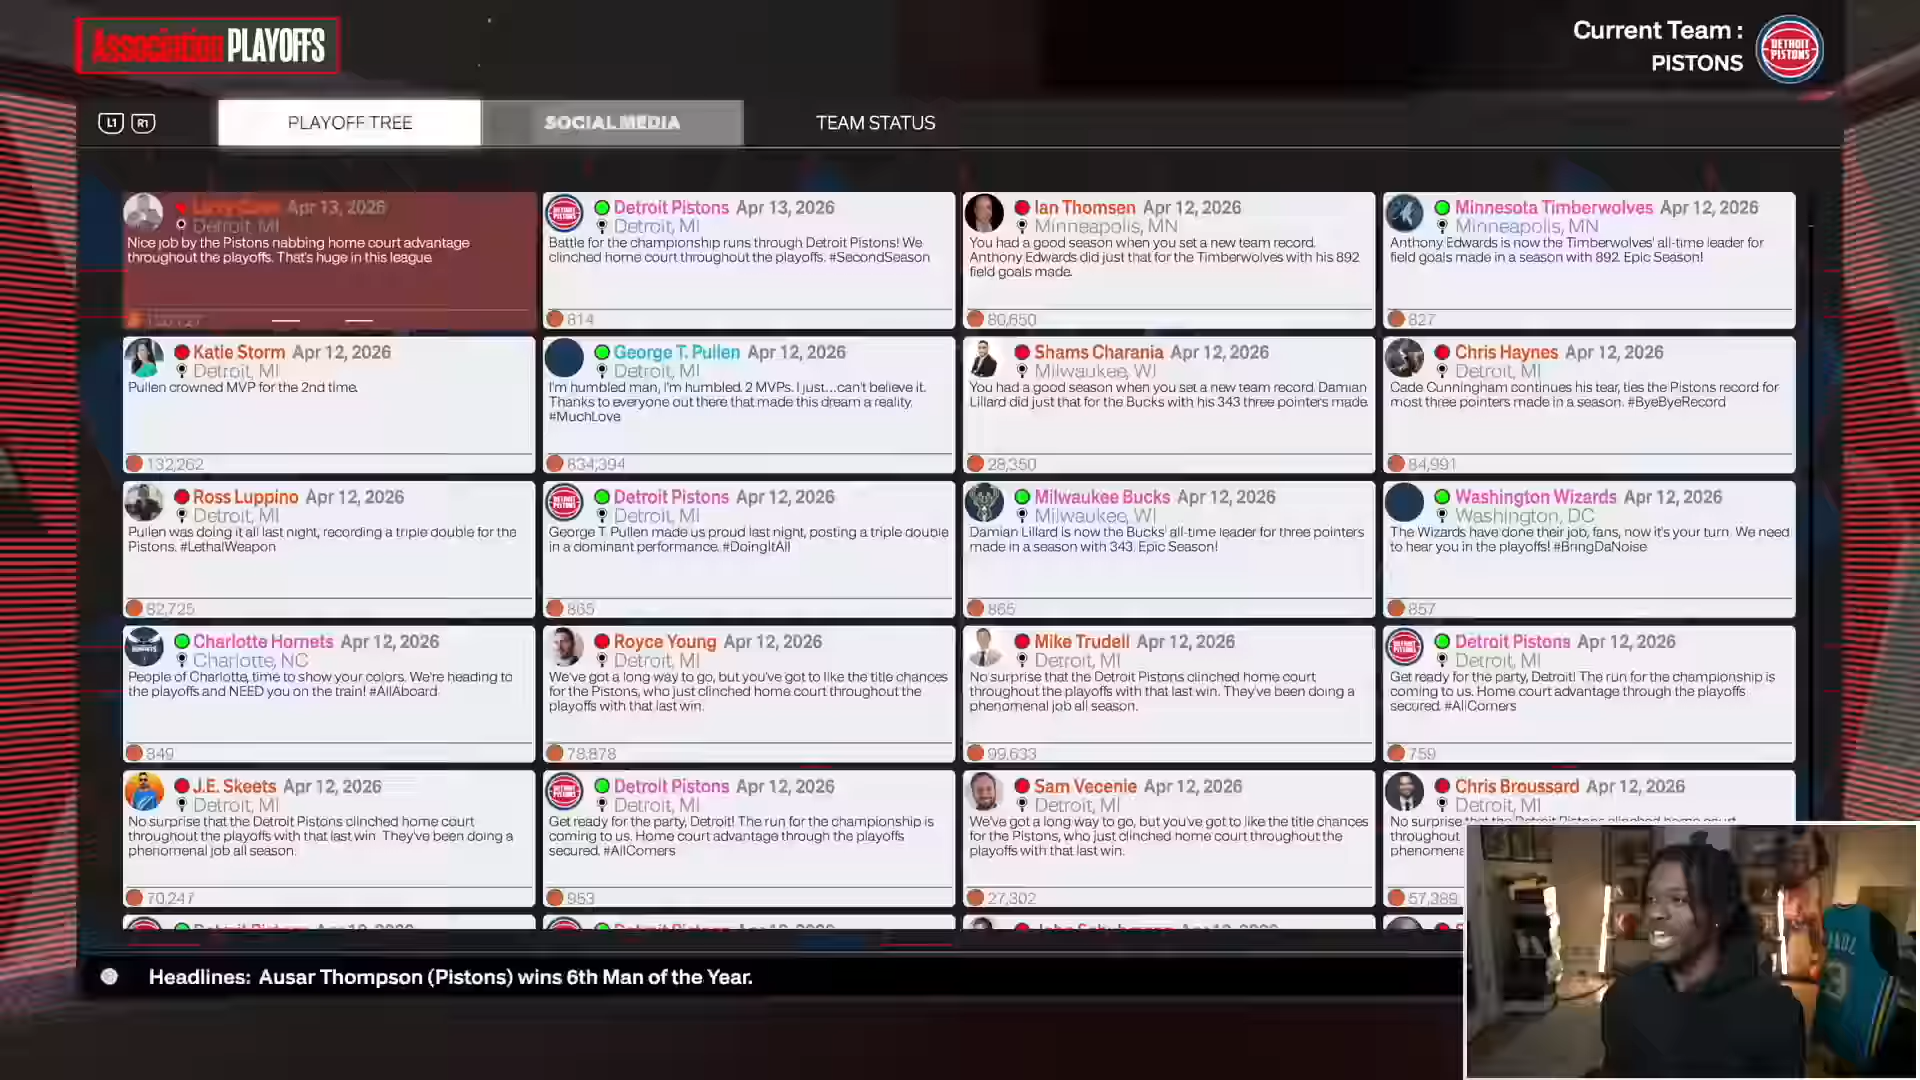 Association PLAYOFFS
Current Team :
PISTONS
DETROIT
PISTONS
L1 R1
PLAYOFF TREE
SOCIAL MEDIA
TEAM STATUS
Apr 13, 2026
Detroit, MI
Nice job by the Pistons nabbing home court advantage
throughout the playoffs. That's huge in this league.
Detroit Pistons Apr 13, 2026
Detroit, MI
Battle for the championship runs through Detroit Pistons! We
clinched home court throughout the playoffs. #SecondSeason
814
Ian Thomsen Apr 12, 2026
Minneapolis, MN
You had a good season when you set a new team record.
Anthony Edwards did just that for the Timberwolves with his 892
field goals made.
80,650
Minnesota Timberwolves Apr 12, 2026
Minneapolis, MN
Anthony Edwards is now the Timberwolves' all-time leader for
field goals made in a season with 892. Epic Season!
827
Katie Storm Apr 12, 2026
Detroit, MI
Pullen crowned MVP for the 2nd time.
132,262
George T. Pullen Apr 12, 2026
Detroit, MI
I'm humbled man, I'm humbled. 2 MVPs. I just...can't believe it.
Thanks to everyone out there that made this dream a reality.
#MuchLove
634,394
Shams Charania Apr 12, 2026
Milwaukee, WI
You had a good season when you set a new team record. Damian
Lillard did just that for the Bucks with his 343 three pointers made.
28,350
Chris Haynes Apr 12, 2026
Detroit, MI
Cade Cunningham continues his tear, ties the Pistons record for
most three pointers made in a season. #ByeByeRecord
84,991
Ross Luppino Apr 12, 2026
Detroit, MI
Pullen was doing it all last night, recording a triple double for the
Pistons. #LethalWeapon
82,725
Detroit Pistons Apr 12, 2026
Detroit, MI
George T. Pullen made us proud last night, posting a triple double
in a dominant performance. #DoingItAll
865
Milwaukee Bucks Apr 12, 2026
Milwaukee, WI
Damian Lillard is now the Bucks' all-time leader for three pointers
made in a season with 343. Epic Season!
865
Washington Wizards Apr 12, 2026
Washington, DC
The Wizards have done their job, fans, now it's your turn. We need
to hear you in the playoffs! #BringDaNoise
857
Charlotte Hornets Apr 12, 2026
Charlotte, NC
People of Charlotte, time to show your colors. We're heading to
the playoffs and NEED you on the train! #AllAboard
849
Royce Young Apr 12, 2026
Detroit, MI
We've got a long way to go, but you've got to like the title chances
for the Pistons, who just clinched home court throughout the
playoffs with that last win.
78,878
Mike Trudell Apr 12, 2026
Detroit, MI
No surprise that the Detroit Pistons clinched home court
throughout the playoffs with that last win. They've been doing a
phenomenal job all season.
99,633
Detroit Pistons Apr 12, 2026
Detroit, MI
Get ready for the party, Detroit! The run for the championship is
coming to us. Home court advantage through the playoffs
secured. #AllComers
759
J.E. Skeets Apr 12, 2026
Detroit, MI
No surprise that the Detroit Pistons clinched home court
throughout the playoffs with that last win. They've been doing a
phenomenal job all season.
70,247
Detroit Pistons Apr 12, 2026
Detroit, MI
Get ready for the party, Detroit! The run for the championship is
coming to us. Home court advantage through the playoffs
secured. #AllComers
953
Sam Vecenie Apr 12, 2026
Detroit, MI
We've got a long way to go, but you've got to like the title chances
for the Pistons, who just clinched home court throughout the
playoffs with that last win.
27,302
Chris Broussard Apr 12, 2026
Detroit, MI
No surprise that the Detroit Pistons clinched home court
throughout
phenomena
57,389
Headlines: Ausar Thompson (Pistons) wins 6th Man of the Year.